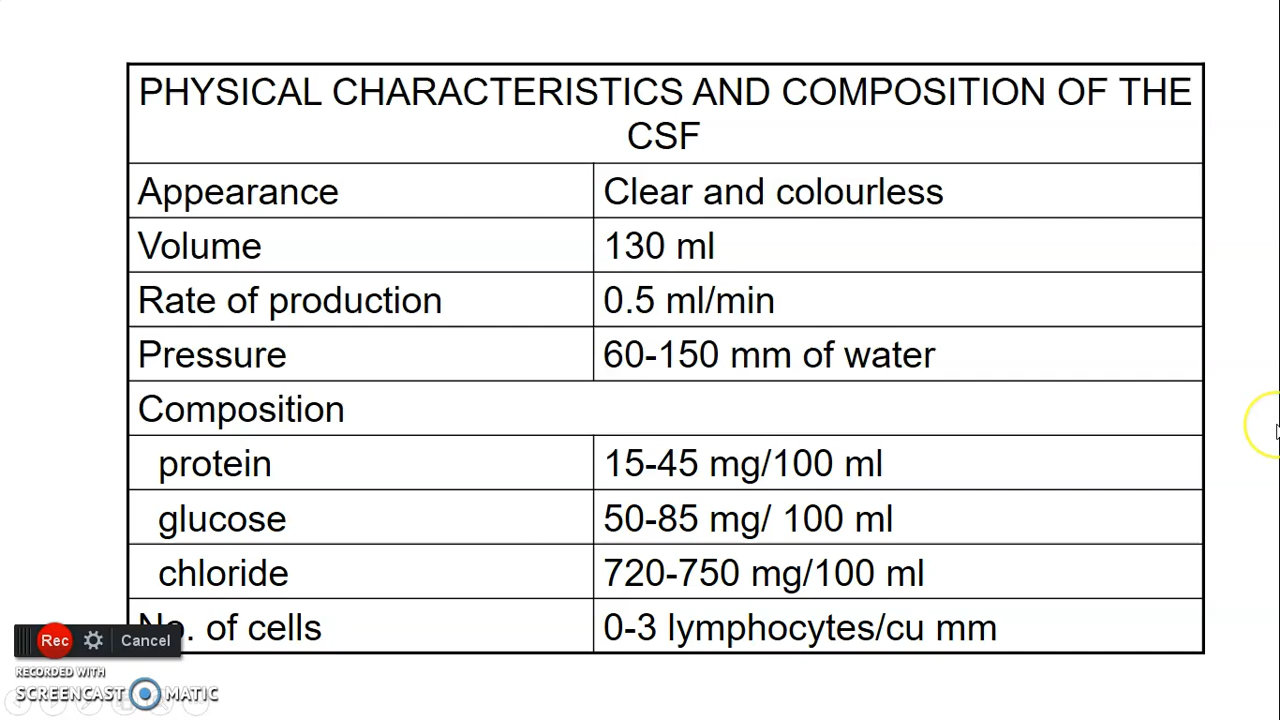 PHYSICAL CHARACTERISTICS AND COMPOSITION OF THE
CSF
Appearance Clear and colourless
Volume 130 ml
Rate of production 0.5 ml/min
Pressure 60-150 mm of water
Composition
protein 15-45 mg/100 ml
glucose 50-85 mg/ 100 ml
chloride 720-750 mg/100 ml
No. of cells 0-3 lymphocytes/cu mm
Rec Cancel
RECORDED WITH
SCREENCAST MATIC